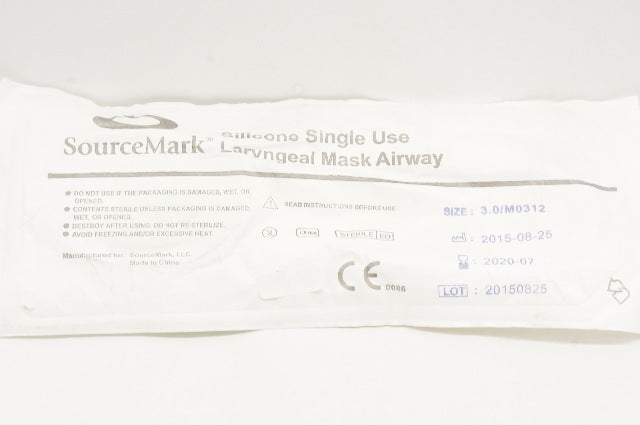 SourceMark™
Silicone Single Use
Laryngeal Mask Airway
DO NOT USE IF THE PACKAGING IS DAMAGED, WET, OR
OPENED.
CONTENTS STERILE UNLESS PACKAGING IS DAMAGED,
WET, OR OPENED.
DESTROY AFTER USING. DO NOT RE-STERILIZE.
AVOID FREEZING AND/OR EXCESSIVE HEAT.
Manufactured for: SourceMark, LLC.
Made in China
READ INSTRUCTIONS BEFORE USE
STERILE EO
CE 0086
SIZE: 3.0/M0312
: 2015-08-25
: 2020-07
LOT : 20150825